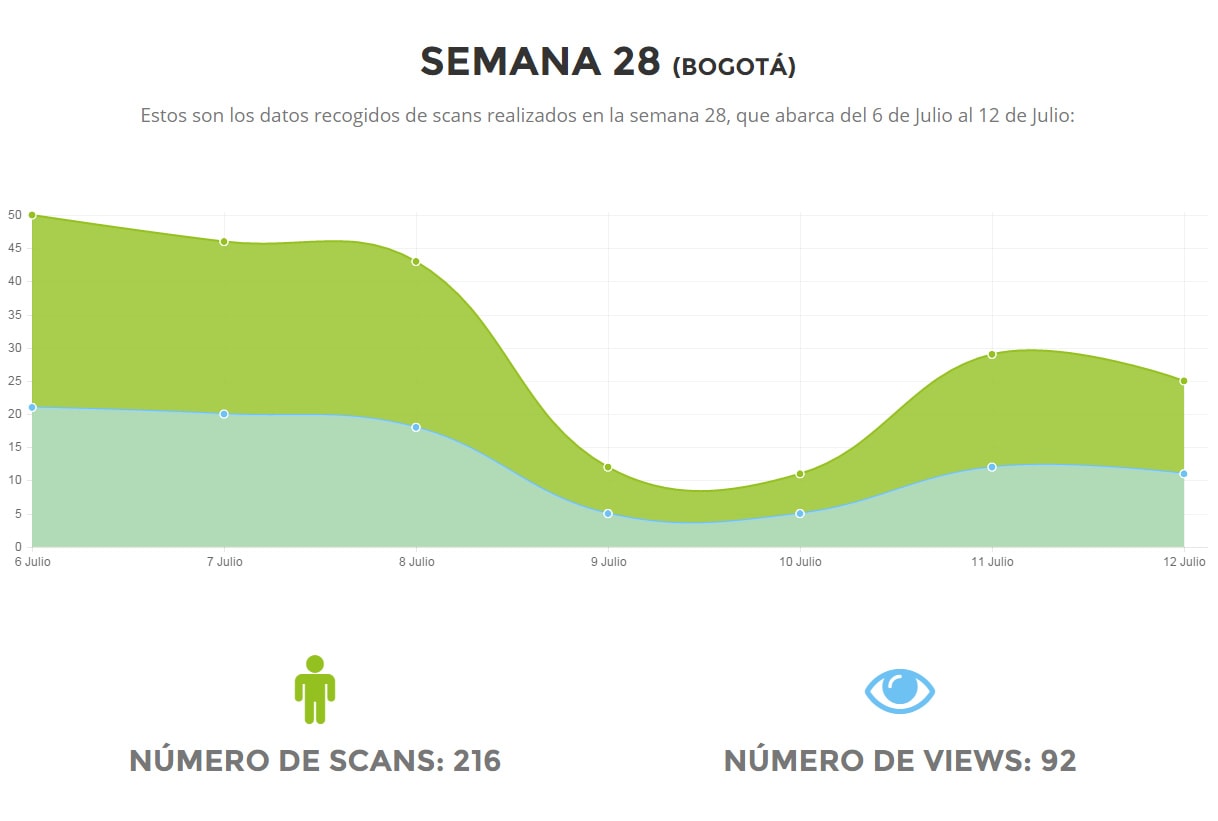 SEMANA 28 (BOGOTÁ)
Estos son los datos recogidos de scans realizados en la semana 28, que abarca del 6 de Julio al 12 de Julio:
50
45
40
35
30
25
20
15
10
5
0
6 Julio 7 Julio 8 Julio 9 Julio 10 Julio 11 Julio 12 Julio
NÚMERO DE SCANS: 216 NÚMERO DE VIEWS: 92